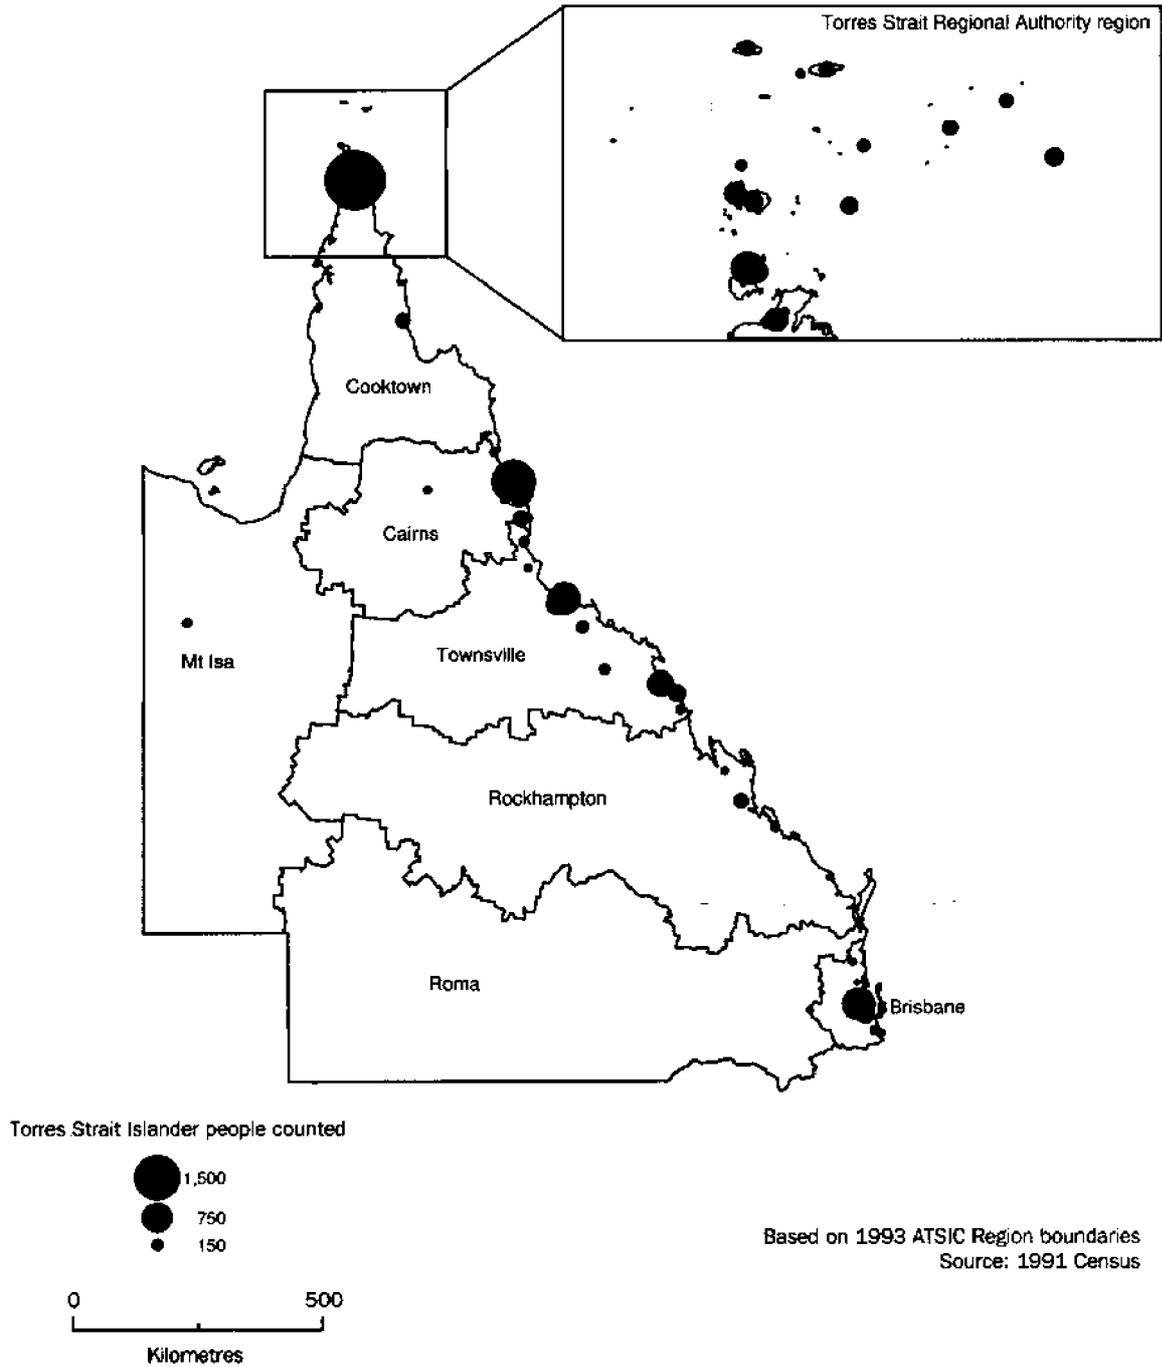 Torres Strait Regional Authority region
Cooktown
Cairns
Mt Isa
Townsville
Rockhampton
Roma
Brisbane
Torres Strait Islander people counted
1,500
750
150
Based on 1993 ATSIC Region boundaries
Source: 1991 Census
0 500
Kilometres